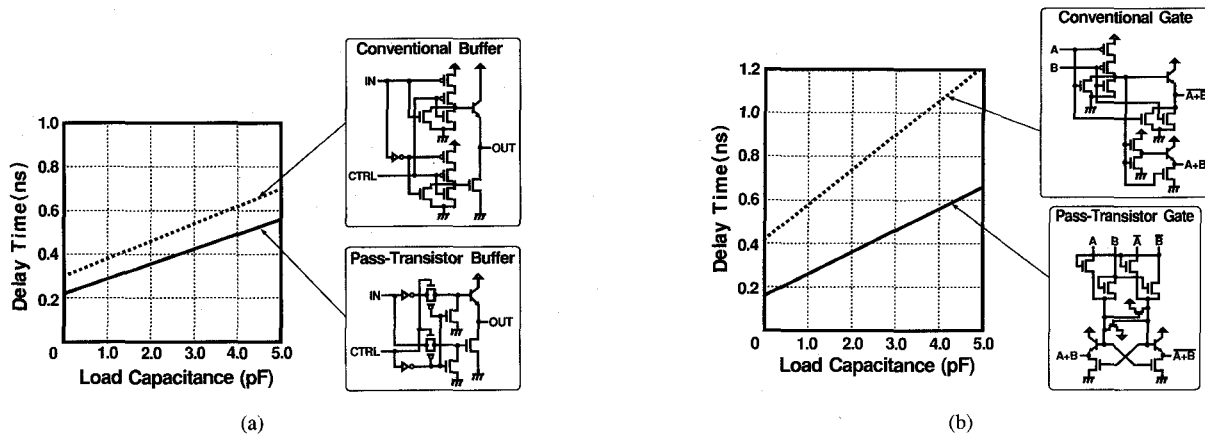 Conventional Buffer
IN
OUT
CTRL
1.0
0.8
0.6
0.4
0.2
0 1.0 2.0 3.0 4.0 5.0
Delay Time (ns)
Load Capacitance (pF)
Pass-Transistor Buffer
IN
OUT
CTRL
(a)
Conventional Gate
A
B
A+B
A+B
1.2
1.0
0.8
0.6
0.4
0.2
0 1.0 2.0 3.0 4.0 5.0
Delay Time (ns)
Load Capacitance (pF)
Pass-Transistor Gate
A B A̅ B̅
A+B A+B
(b)